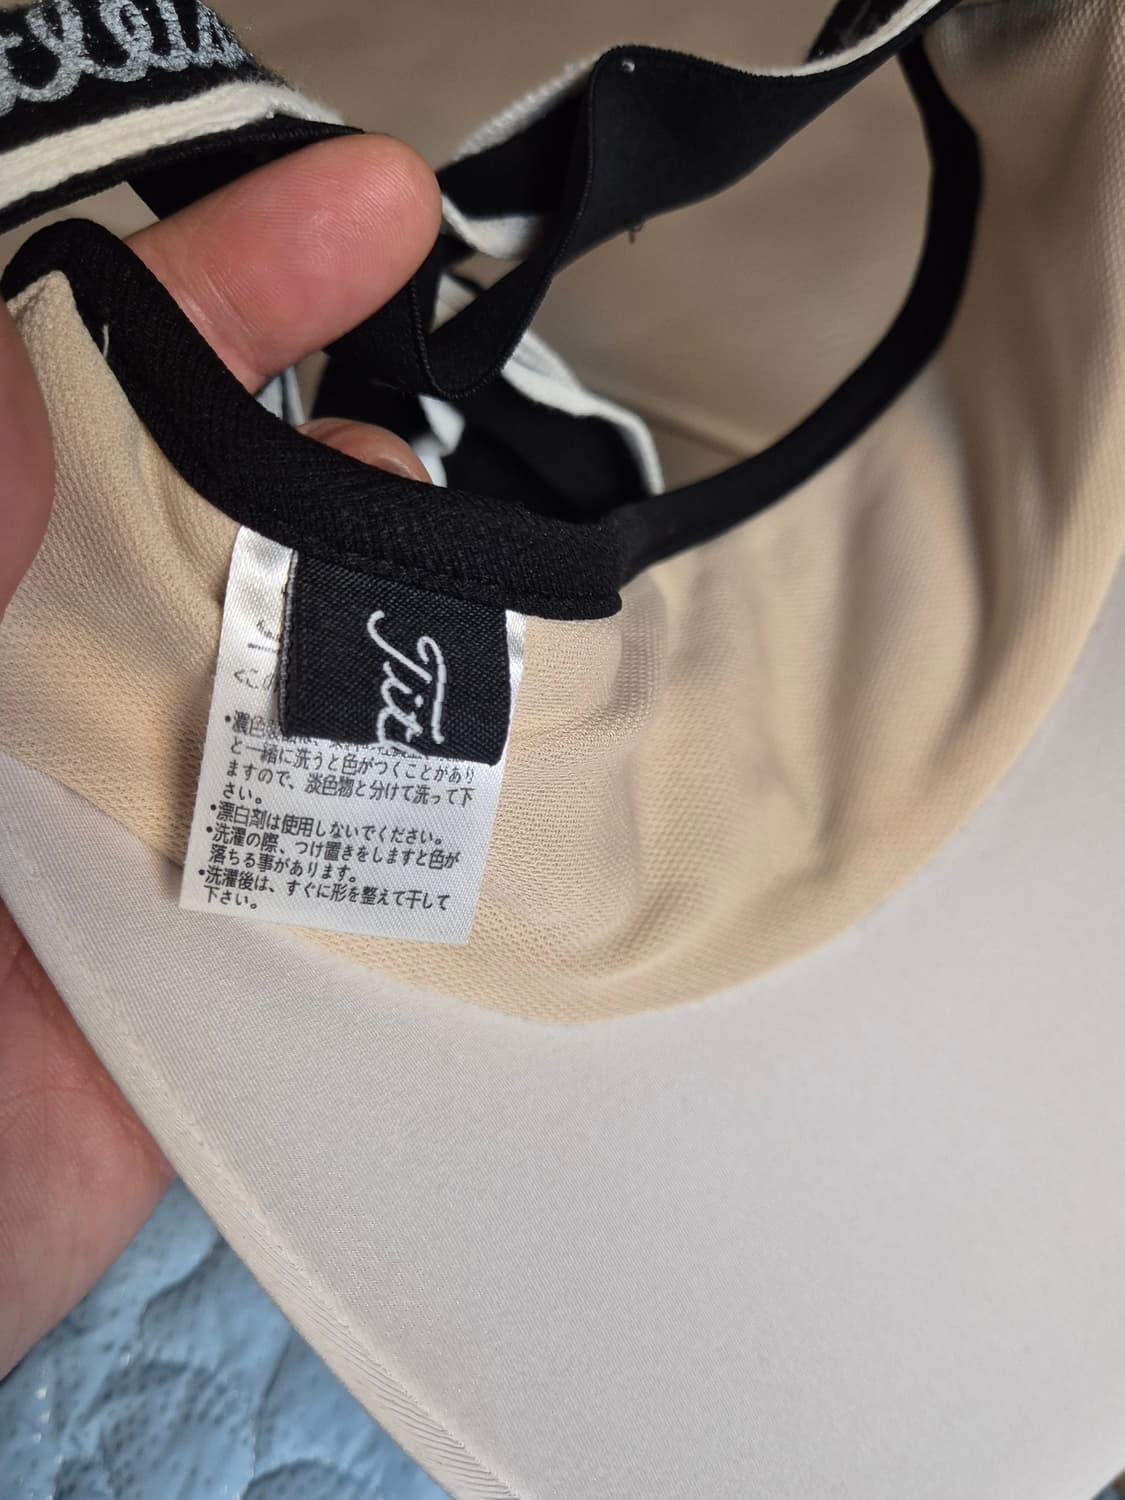 Tit
•濃色
と一緒に洗うと色がつくことがあり
ますので、淡色物と分けて洗って下
さい。
•漂白剤は使用しないでください。
•洗濯の際、つけ置きをしますと色が
落ちる事があります。
•洗濯後は、すぐに形を整えて干して
下さい。